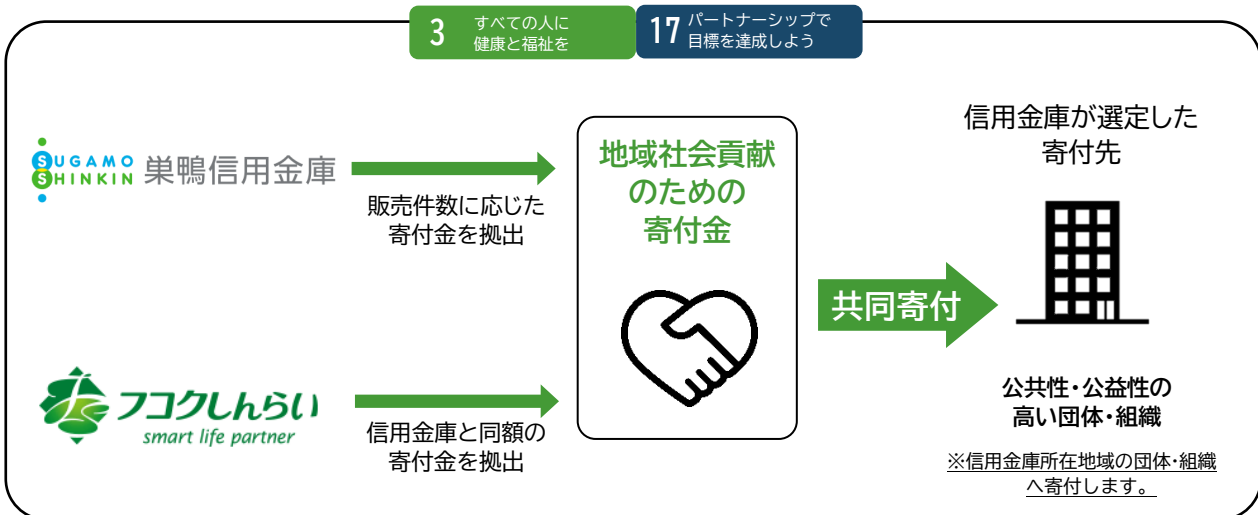 3
すべての人に
健康と福祉を
17
パートナーシップで
目標を達成しよう
SUGAMO
SHINKIN
巣鴨信用金庫
販売件数に応じた
寄付金を拠出
フコクしんらい
smart life partner
信用金庫と同額の
寄付金を拠出
地域社会貢献
のための
寄付金
共同寄付
信用金庫が選定した
寄付先
公共性・公益性の
高い団体・組織
※信用金庫所在地域の団体・組織
へ寄付します。